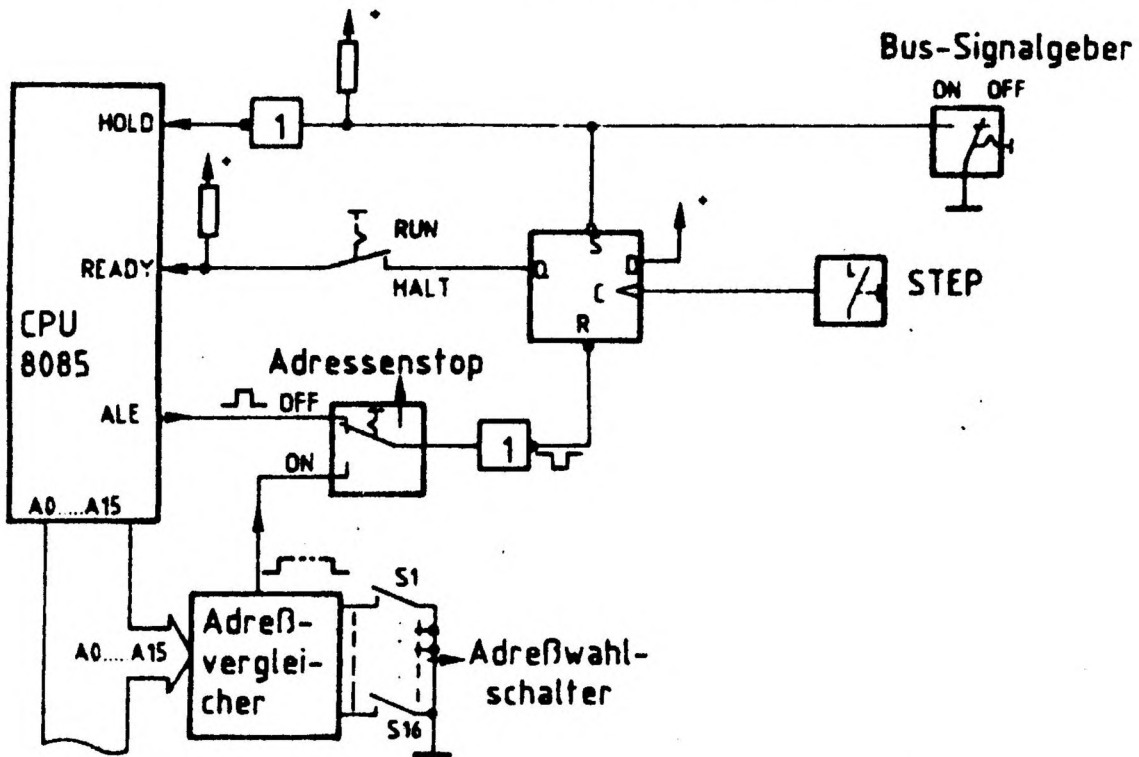 Bus-Signalgeber
ON OFF
+
HOLD
1
+
READY
RUN
HALT
Q
S
D
C
R
+
STEP
CPU
8085
Adressenstop
ALE
OFF
ON
1
A0.....A15
S1
A0.... A15
Adreß-
verglei-
cher
Adreßwahl-
schalter
S16